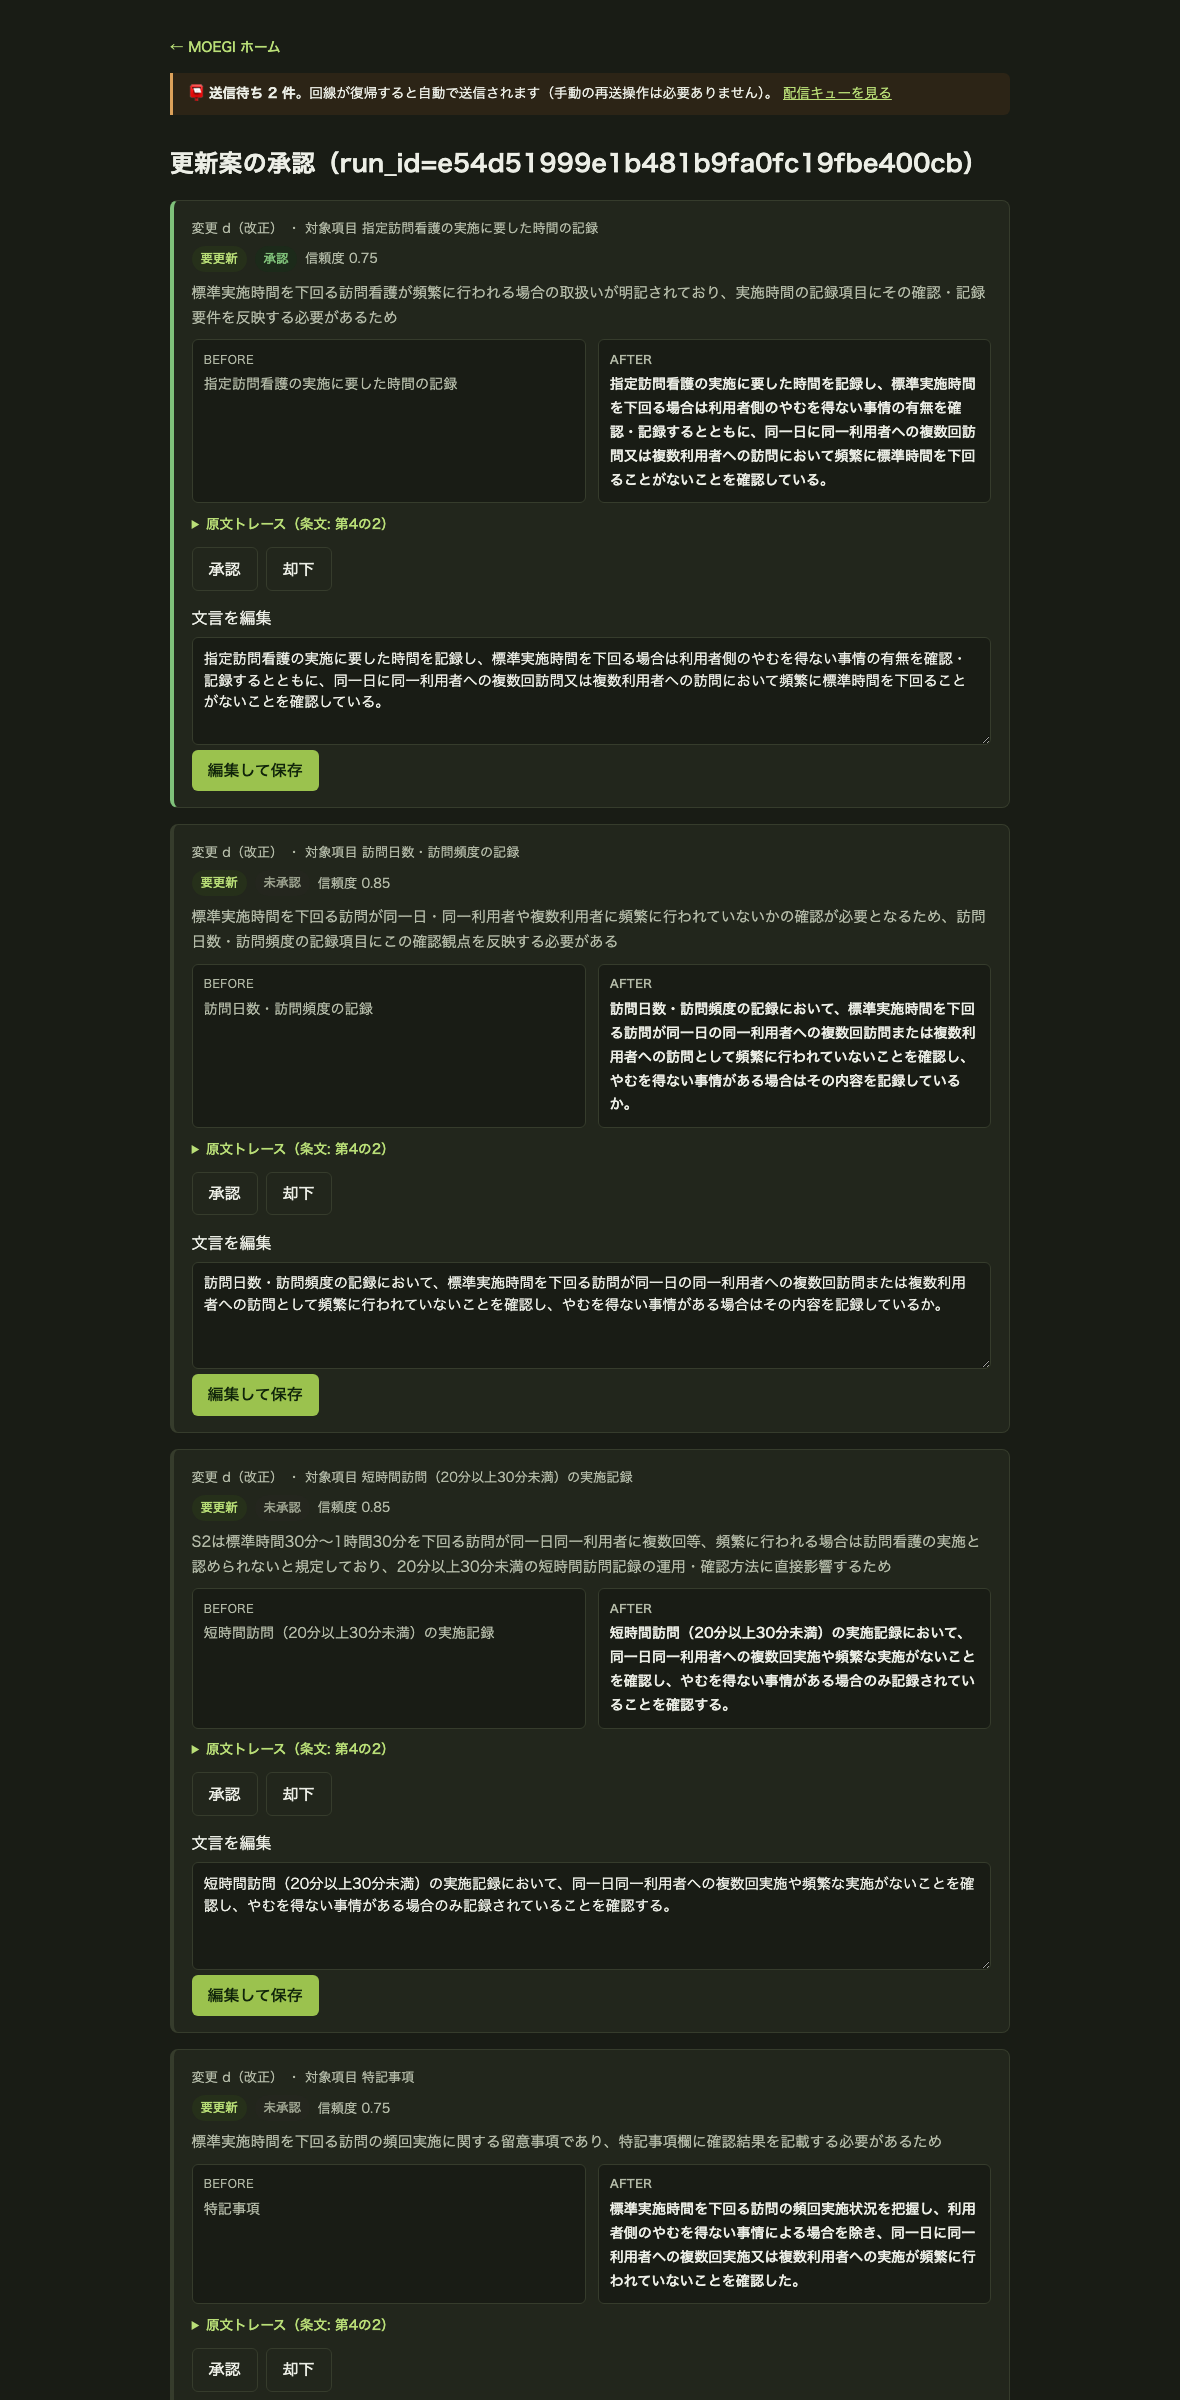 ← MOEGI ホーム
送信待ち 2 件。回線が復帰すると自動で送信されます（手動の再送操作は必要ありません）。 配信キューを見る
更新案の承認（run_id=e54d51999e1b481b9fa0fc19fbe400cb）
変更 d（改正） ・ 対象項目 指定訪問看護の実施に要した時間の記録
要更新 承認 信頼度 0.75
標準実施時間を下回る訪問看護が頻繁に行われる場合の取扱いが明記されており、実施時間の記録項目にその確認・記録
要件を反映する必要があるため
BEFORE
指定訪問看護の実施に要した時間の記録
AFTER
指定訪問看護の実施に要した時間を記録し、標準実施時間
を下回る場合は利用者側のやむを得ない事情の有無を確
認・記録するとともに、同一日に同一利用者への複数回訪
問又は複数利用者への訪問において頻繁に標準時間を下回
ることがないことを確認している。
▶ 原文トレース（条文: 第4の2）
承認 却下
文言を編集
指定訪問看護の実施に要した時間を記録し、標準実施時間を下回る場合は利用者側のやむを得ない事情の有無を確認・
記録するとともに、同一日に同一利用者への複数回訪問又は複数利用者への訪問において頻繁に標準時間を下回ること
がないことを確認している。
編集して保存
変更 d（改正） ・ 対象項目 訪問日数・訪問頻度の記録
要更新 未承認 信頼度 0.85
標準実施時間を下回る訪問が同一日・同一利用者や複数利用者に頻繁に行われていないかの確認が必要となるため、訪問
日数・訪問頻度の記録項目にこの確認観点を反映する必要がある
BEFORE
訪問日数・訪問頻度の記録
AFTER
訪問日数・訪問頻度の記録において、標準実施時間を下回
る訪問が同一日の同一利用者への複数回訪問または複数利
用者への訪問として頻繁に行われていないことを確認し、
やむを得ない事情がある場合はその内容を記録している
か。
▶ 原文トレース（条文: 第4の2）
承認 却下
文言を編集
訪問日数・訪問頻度の記録において、標準実施時間を下回る訪問が同一日の同一利用者への複数回訪問または複数利用
者への訪問として頻繁に行われていないことを確認し、やむを得ない事情がある場合はその内容を記録しているか。
編集して保存
変更 d（改正） ・ 対象項目 短時間訪問（20分以上30分未満）の実施記録
要更新 未承認 信頼度 0.85
S2は標準時間30分〜1時間30分を下回る訪問が同一日同一利用者に複数回等、頻繁に行われる場合は訪問看護の実施と
認められないと規定しており、20分以上30分未満の短時間訪問記録の運用・確認方法に直接影響するため
BEFORE
短時間訪問（20分以上30分未満）の実施記録
AFTER
短時間訪問（20分以上30分未満）の実施記録において、
同一日同一利用者への複数回実施や頻繁な実施がないこと
を確認し、やむを得ない事情がある場合のみ記録されてい
ることを確認する。
▶ 原文トレース（条文: 第4の2）
承認 却下
文言を編集
短時間訪問（20分以上30分未満）の実施記録において、同一日同一利用者への複数回実施や頻繁な実施がないことを確
認し、やむを得ない事情がある場合のみ記録されていることを確認する。
編集して保存
変更 d（改正） ・ 対象項目 特記事項
要更新 未承認 信頼度 0.75
標準実施時間を下回る訪問の頻回実施に関する留意事項であり、特記事項欄に確認結果を記載する必要があるため
BEFORE
特記事項
AFTER
標準実施時間を下回る訪問の頻回実施状況を把握し、利用
者側のやむを得ない事情による場合を除き、同一日に同一
利用者への複数回実施又は複数利用者への実施が頻繁に行
われていないことを確認した。
▶ 原文トレース（条文: 第4の2）
承認 却下